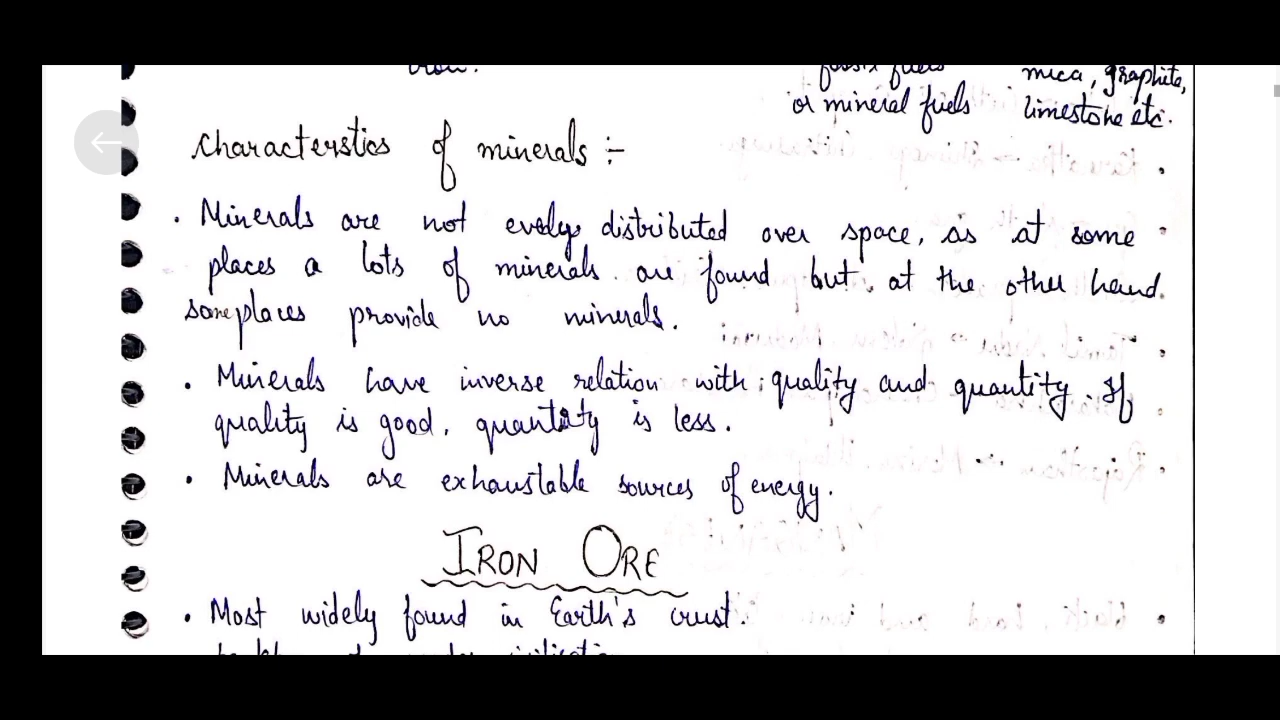 or mineral fuels
mica, graphite,
limestone etc.
characterstics of minerals :-
• Minerals are not evenly distributed over space, as at some
places a lots of minerals are found but at the other hand
some places provide no minerals.
• Minerals have inverse relation with quality and quantity. If
quality is good, quantity is less.
• Minerals are exhaustable sources of energy.
IRON ORE
• Most widely found in Earth's crust.